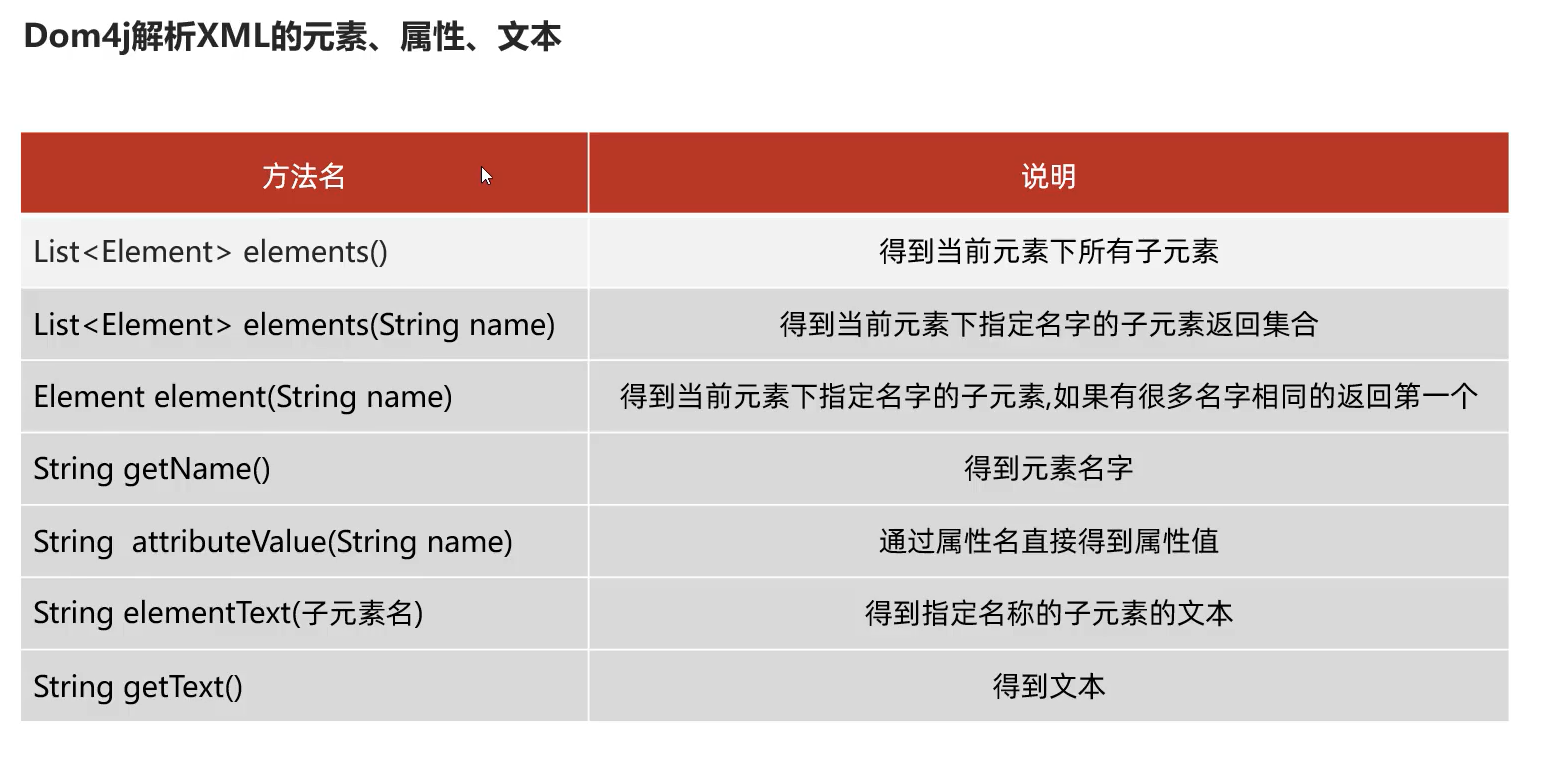 Dom4j解析XML的元素、属性、文本
方法名 说明
List<Element> elements() 得到当前元素下所有子元素
List<Element> elements(String name) 得到当前元素下指定名字的子元素返回集合
Element element(String name) 得到当前元素下指定名字的子元素,如果有很多名字相同的返回第一个
String getName() 得到元素名字
String  attributeValue(String name) 通过属性名直接得到属性值
String elementText(子元素名) 得到指定名称的子元素的文本
String getText() 得到文本